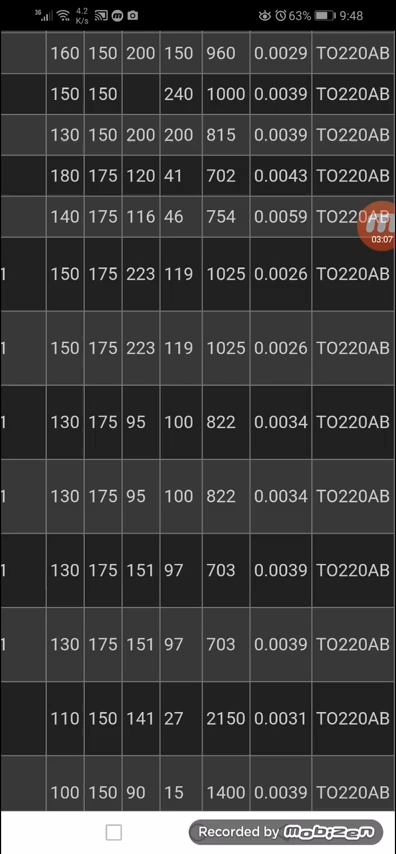 3G 4.2 K/s 63% 9:48
160 150 200 150 960 0.0029 TO220AB
150 150 240 1000 0.0039 TO220AB
130 150 200 200 815 0.0039 TO220AB
180 175 120 41 702 0.0043 TO220AB
140 175 116 46 754 0.0059 TO220AB
03:07
1 150 175 223 119 1025 0.0026 TO220AB
1 150 175 223 119 1025 0.0026 TO220AB
1 130 175 95 100 822 0.0034 TO220AB
1 130 175 95 100 822 0.0034 TO220AB
1 130 175 151 97 703 0.0039 TO220AB
1 130 175 151 97 703 0.0039 TO220AB
110 150 141 27 2150 0.0031 TO220AB
100 150 90 15 1400 0.0039 TO220AB
Recorded by mobizen